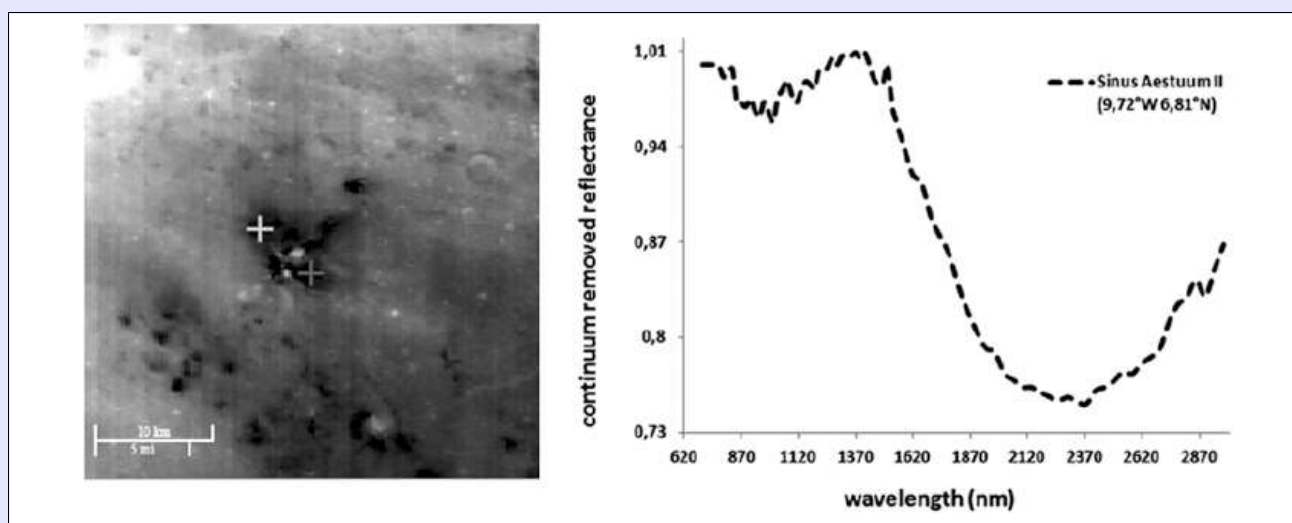 10 km
5 mi
continuum removed reflectance
1,01
0,94
0,87
0,8
0,73
620 870 1120 1370 1620 1870 2120 2370 2620 2870
wavelength (nm)
Sinus Aestuum II
(9,72°W 6,81°N)